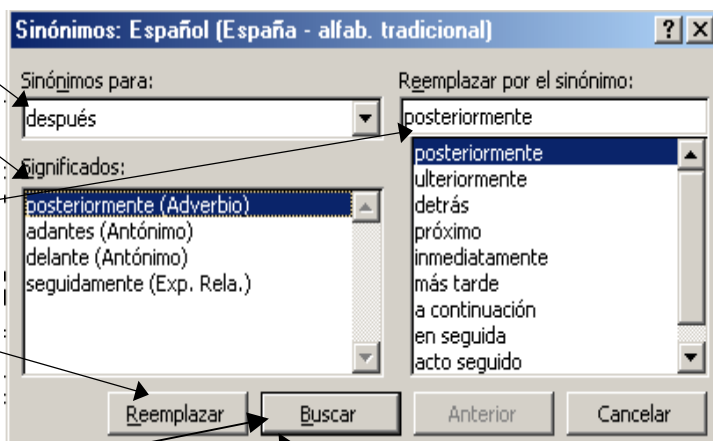 Sinónimos: Español (España - alfab. tradicional)
Sinónimos para:
después
Significados:
posteriormente (Adverbio)
adantes (Antónimo)
delante (Antónimo)
seguidamente (Exp. Rela.)
Reemplazar por el sinónimo:
posteriormente
posteriormente
ulteriormente
detrás
próximo
inmediatamente
más tarde
a continuación
en seguida
acto seguido
Reemplazar
Buscar
Anterior
Cancelar